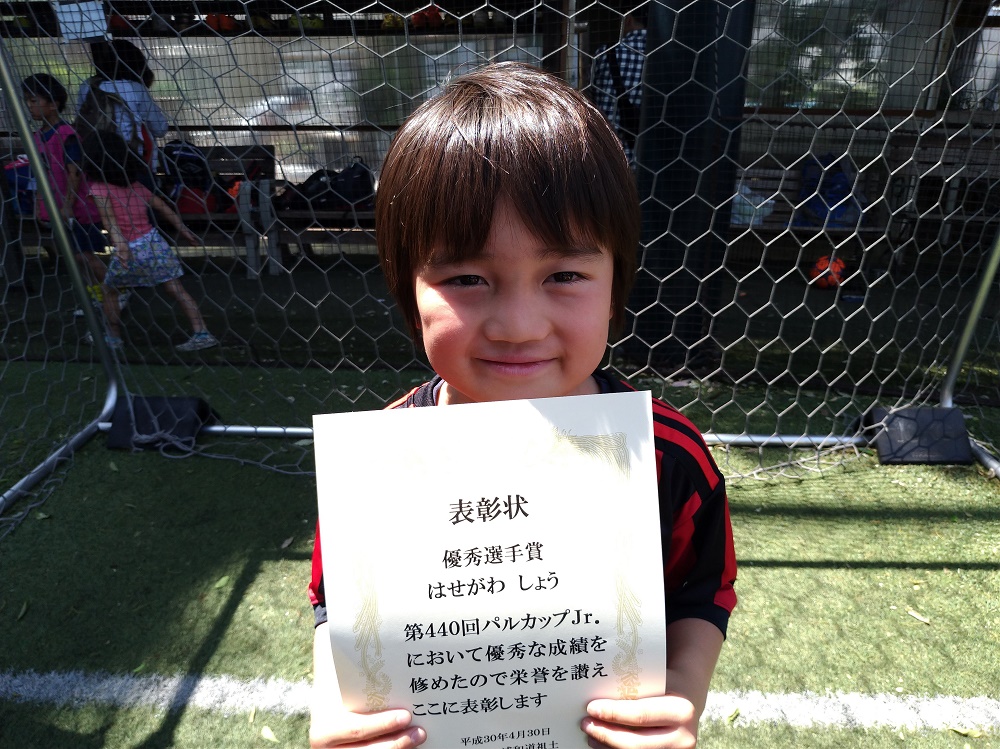 表彰状
優秀選手賞
はせがわ しょう
第440回パルカップJr.
において優秀な成績を
修めたので栄誉を讃え
ここに表彰します
平成30年4月30日